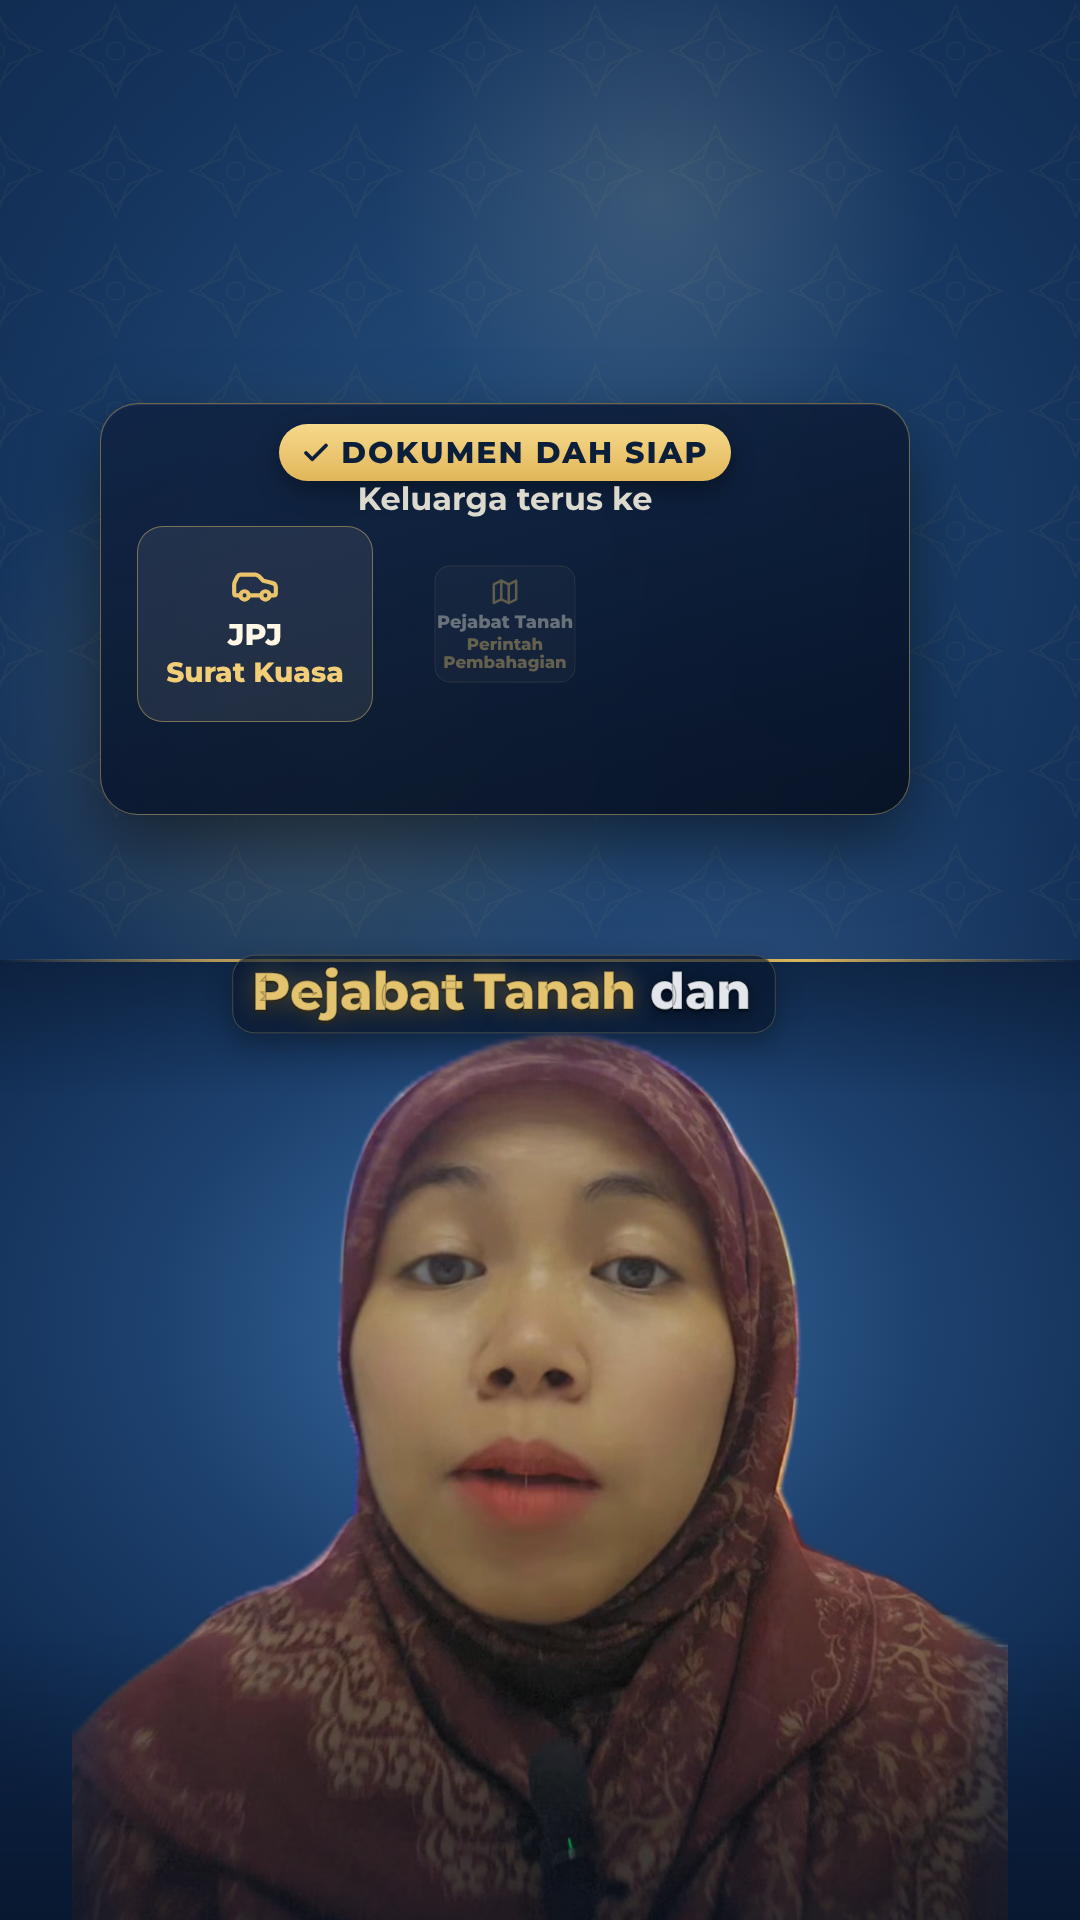 DOKUMEN DAH SIAP
Keluarga terus ke
JPJ
Surat Kuasa
Pejabat Tanah
Perintah
Pembahagian
Pejabat Tanah dan